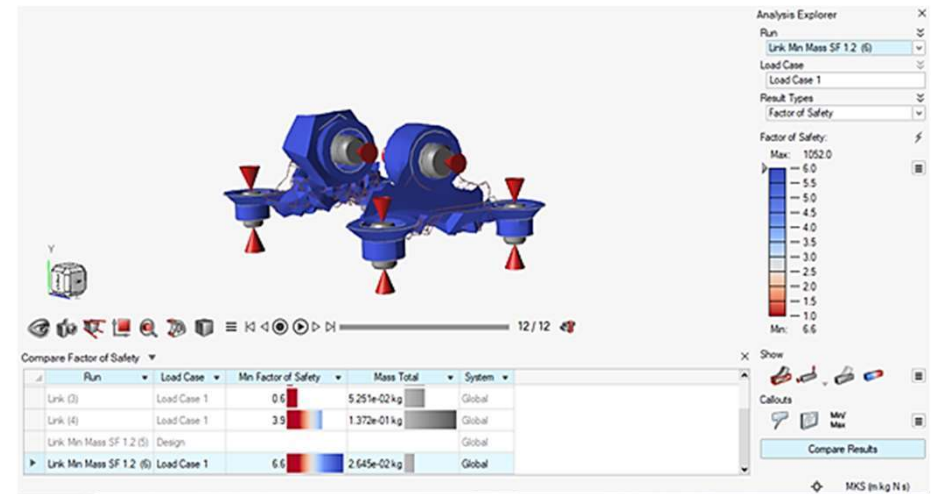 Analysis Explorer
Run
Link Min Mass SF 1.2 (6)
Load Case
Load Case 1
Result Types
Factor of Safety
Factor of Safety:
Max: 1052.0
6.0
5.5
5.0
4.5
4.0
3.5
3.0
2.5
2.0
1.5
1.0
Min: 6.6
Y
12 / 12
Compare Factor of Safety
Run Load Case Min Factor of Safety Mass Total System
Link (3) Load Case 1 0.6 5.251e-02 kg Global
Link (4) Load Case 1 3.9 1.372e-01 kg Global
Link Min Mass SF 1.2 (5) Design Global
Link Min Mass SF 1.2 (6) Load Case 1 6.6 2.645e-02 kg Global
Show
Callouts
Min/
Max
Compare Results
MKS (m kg N s)